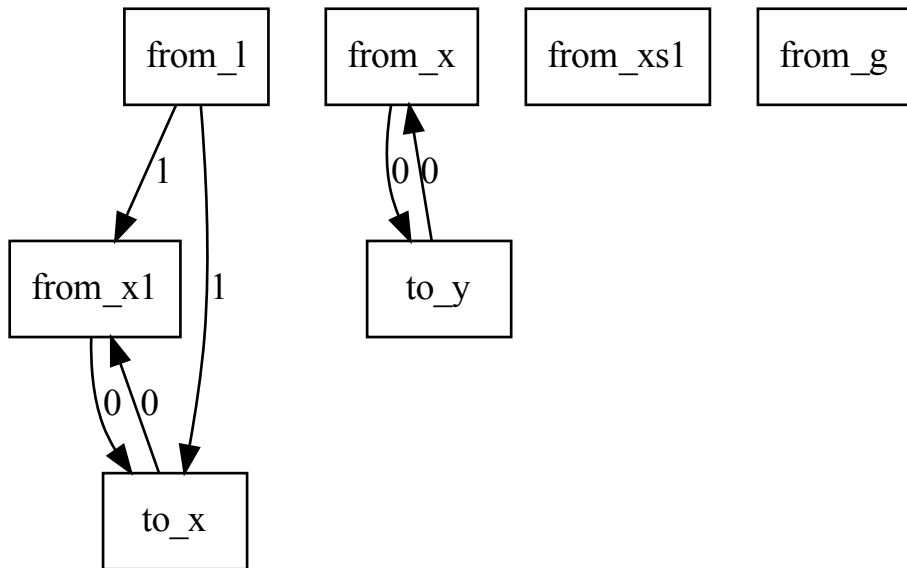 from_l from_x from_xs1 from_g
1 0 0
from_x1 to_y
1
0 0
to_x